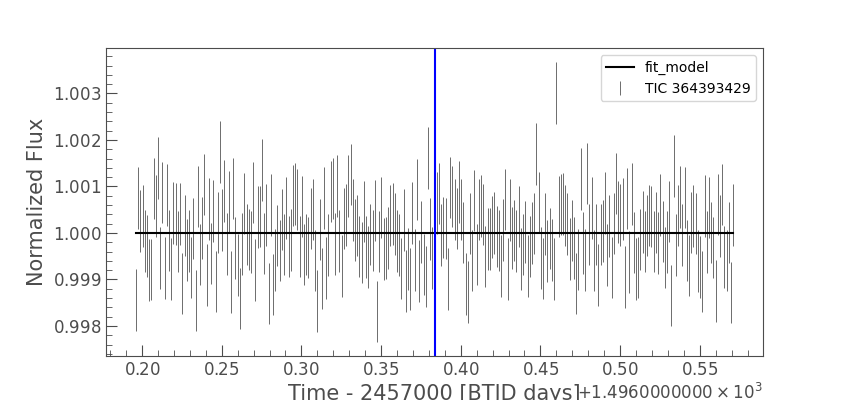 fit_model
TIC 364393429
Normalized Flux
1.003
1.002
1.001
1.000
0.999
0.998
0.20 0.25 0.30 0.35 0.40 0.45 0.50 0.55
Time - 2457000 [BTJD days]
+1.4960000000 × 10³